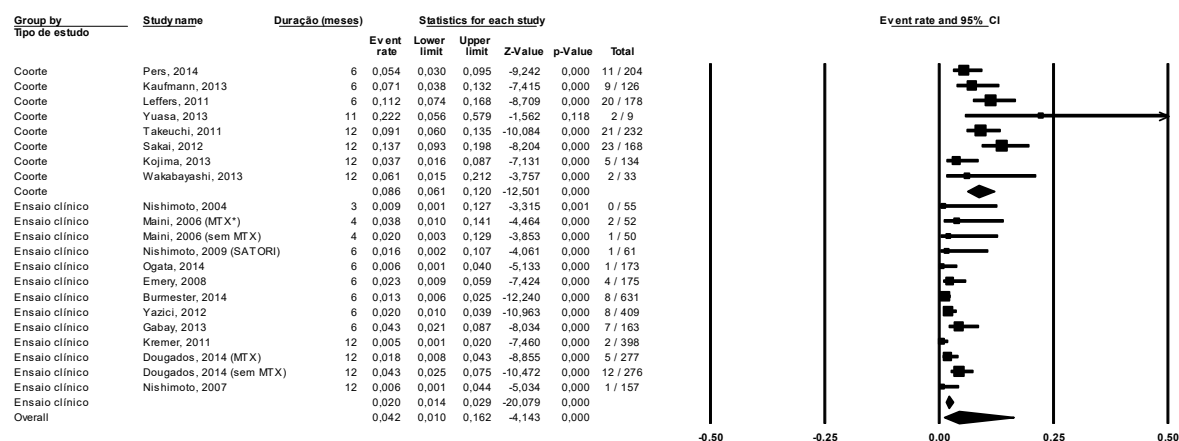 Group by Study name Duração (meses) Statistics for each study Event rate and 95% CI
Tipo de estudo
Event Lower Upper
rate limit limit Z-Value p-Value Total
Coorte Pers, 2014 6 0,054 0,030 0,095 -9,242 0,000 11 / 204
Coorte Kaufmann, 2013 6 0,071 0,038 0,132 -7,415 0,000 9 / 126
Coorte Leffers, 2011 6 0,112 0,074 0,168 -8,709 0,000 20 / 178
Coorte Yuasa, 2013 11 0,222 0,056 0,579 -1,562 0,118 2 / 9
Coorte Takeuchi, 2011 12 0,091 0,060 0,135 -10,084 0,000 21 / 232
Coorte Sakai, 2012 12 0,137 0,093 0,198 -8,204 0,000 23 / 168
Coorte Kojima, 2013 12 0,037 0,016 0,087 -7,131 0,000 5 / 134
Coorte Wakabayashi, 2013 12 0,061 0,015 0,212 -3,757 0,000 2 / 33
Coorte 0,086 0,061 0,120 -12,501 0,000
Ensaio clínico Nishimoto, 2004 3 0,009 0,001 0,127 -3,315 0,001 0 / 55
Ensaio clínico Maini, 2006 (MTX*) 4 0,038 0,010 0,141 -4,464 0,000 2 / 52
Ensaio clínico Maini, 2006 (sem MTX) 4 0,020 0,003 0,129 -3,853 0,000 1 / 50
Ensaio clínico Nishimoto, 2009 (SATORI) 6 0,016 0,002 0,107 -4,061 0,000 1 / 61
Ensaio clínico Ogata, 2014 6 0,006 0,001 0,040 -5,133 0,000 1 / 173
Ensaio clínico Emery, 2008 6 0,023 0,009 0,059 -7,424 0,000 4 / 175
Ensaio clínico Burmester, 2014 6 0,013 0,006 0,025 -12,240 0,000 8 / 631
Ensaio clínico Yazici, 2012 6 0,020 0,010 0,039 -10,963 0,000 8 / 409
Ensaio clínico Gabay, 2013 6 0,043 0,021 0,087 -8,034 0,000 7 / 163
Ensaio clínico Kremer, 2011 12 0,005 0,001 0,020 -7,460 0,000 2 / 398
Ensaio clínico Dougados, 2014 (MTX) 12 0,018 0,008 0,043 -8,855 0,000 5 / 277
Ensaio clínico Dougados, 2014 (sem MTX) 12 0,043 0,025 0,075 -10,472 0,000 12 / 276
Ensaio clínico Nishimoto, 2007 12 0,006 0,001 0,044 -5,034 0,000 1 / 157
Ensaio clínico 0,020 0,014 0,029 -20,079 0,000
Overall 0,042 0,010 0,162 -4,143 0,000
-0.50 -0.25 0.00 0.25 0.50